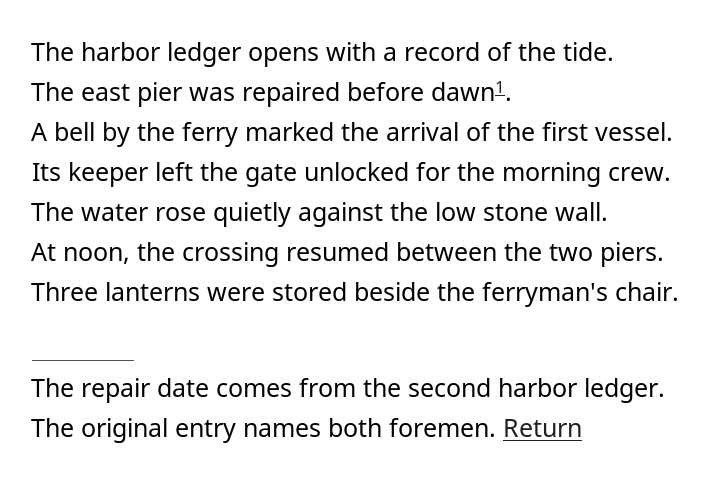 The harbor ledger opens with a record of the tide.
The east pier was repaired before dawn1.
A bell by the ferry marked the arrival of the first vessel.
Its keeper left the gate unlocked for the morning crew.
The water rose quietly against the low stone wall.
At noon, the crossing resumed between the two piers.
Three lanterns were stored beside the ferryman's chair.
The repair date comes from the second harbor ledger.
The original entry names both foremen. Return